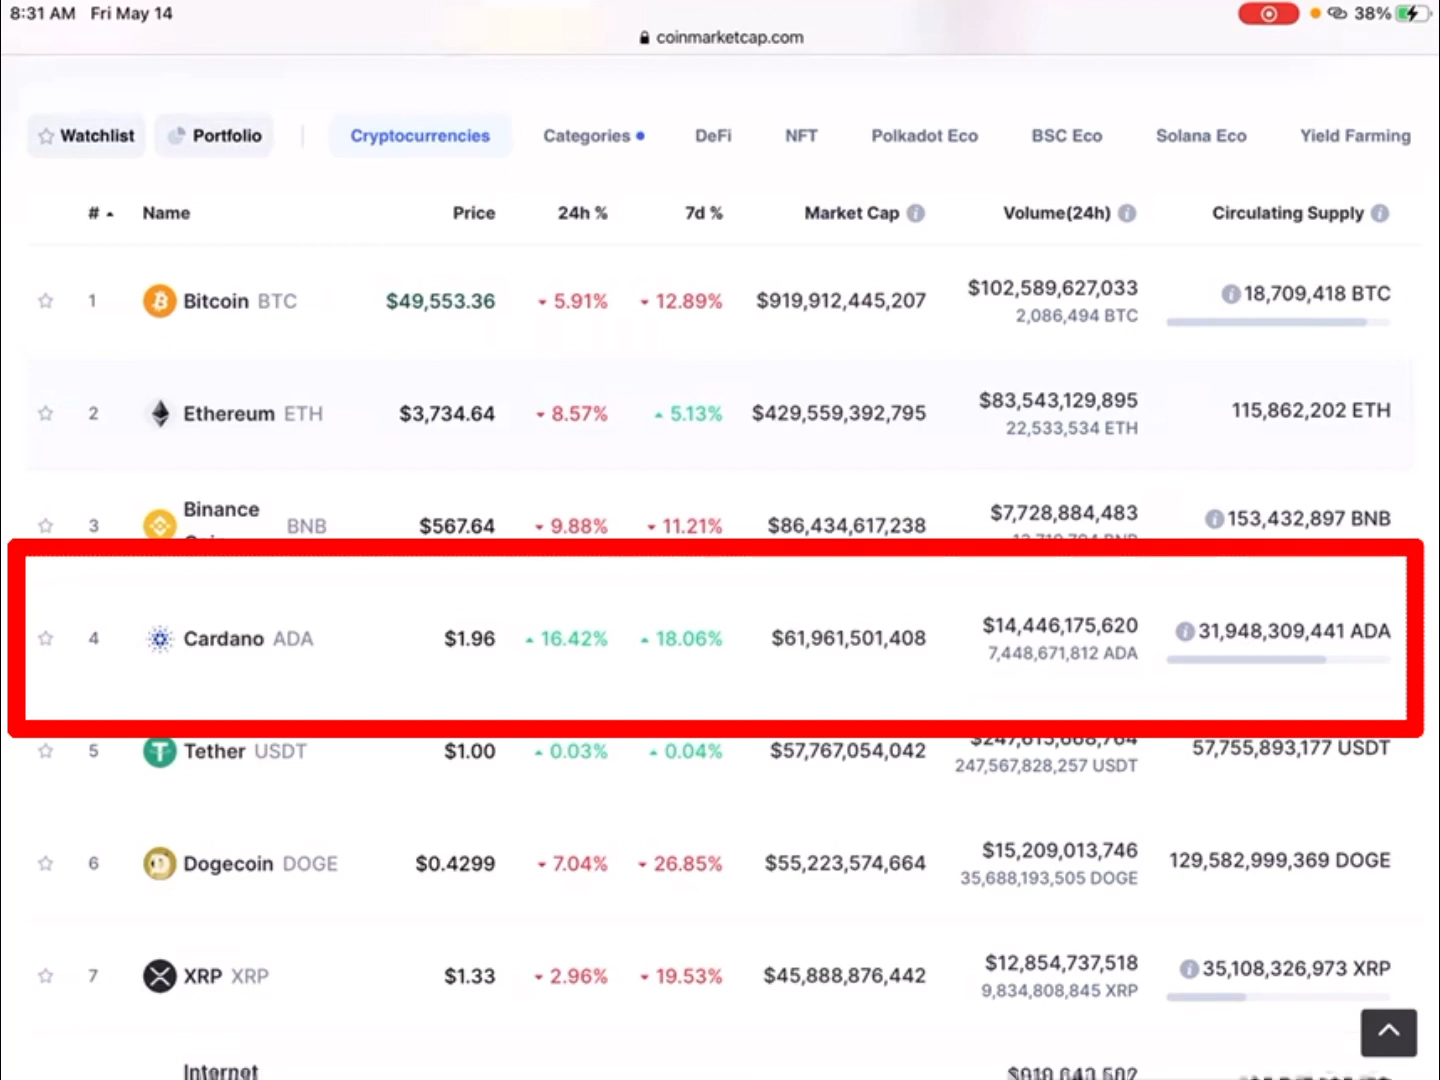 8:31 AM Fri May 14
38%
coinmarketcap.com
Watchlist Portfolio Cryptocurrencies Categories DeFi NFT Polkadot Eco BSC Eco Solana Eco Yield Farming
# Name Price 24h % 7d % Market Cap Volume(24h) Circulating Supply
1 Bitcoin BTC $49,553.36 5.91% 12.89% $919,912,445,207 $102,589,627,033 18,709,418 BTC
2,086,494 BTC
2 Ethereum ETH $3,734.64 8.57% 5.13% $429,559,392,795 $83,543,129,895 115,862,202 ETH
22,533,534 ETH
3 Binance BNB $567.64 9.88% 11.21% $86,434,617,238 $7,728,884,483 153,432,897 BNB
4 Cardano ADA $1.96 16.42% 18.06% $61,961,501,408 $14,446,175,620 31,948,309,441 ADA
7,448,671,812 ADA
5 Tether USDT $1.00 0.03% 0.04% $57,767,054,042 57,755,893,177 USDT
247,567,828,257 USDT
6 Dogecoin DOGE $0.4299 7.04% 26.85% $55,223,574,664 $15,209,013,746 129,582,999,369 DOGE
35,688,193,505 DOGE
7 XRP XRP $1.33 2.96% 19.53% $45,888,876,442 $12,854,737,518 35,108,326,973 XRP
9,834,808,845 XRP
Internet